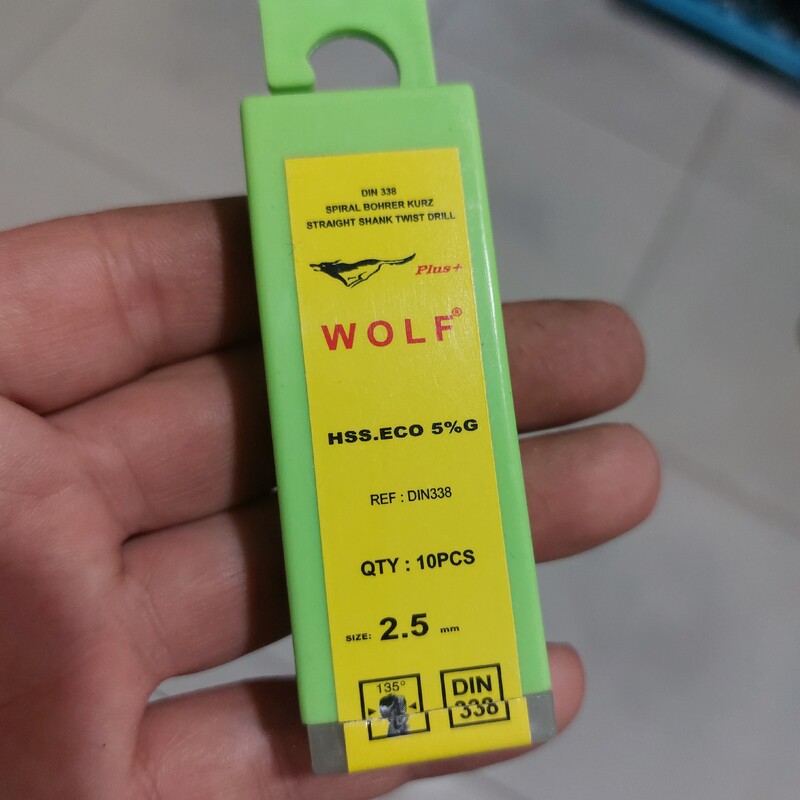 DIN 338
SPIRAL BOHRER KURZ
STRAIGHT SHANK TWIST DRILL
Plus+
WOLF®
HSS.ECO 5%G
REF : DIN338
QTY : 10PCS
SIZE: 2.5 mm
135°
DIN
338